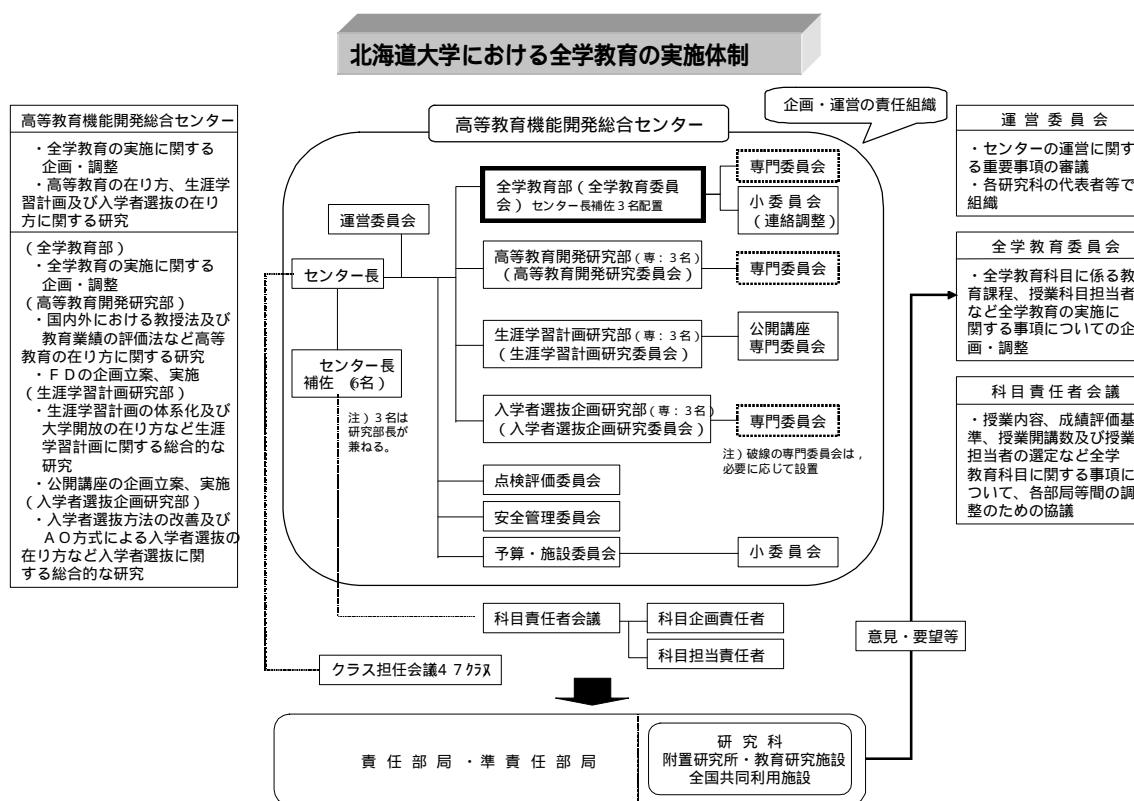 北海道大学における全学教育の実施体制
高等教育機能開発総合センター
・全学教育の実施に関する
企画・調整
・高等教育の在り方、生涯学
習計画及び入学者選抜の在り
方に関する研究
(全学教育部)
・全学教育の実施に関する
企画・調整
(高等教育開発研究部)
・国内外における教授法及び
教育業績の評価法など高等
教育の在り方に関する研究
・FDの企画立案、実施
(生涯学習計画研究部)
・生涯学習計画の体系化及び
大学開放の在り方など生涯
学習計画に関する総合的な
研究
・公開講座の企画立案、実施
(入学者選抜企画研究部)
・入学者選抜方法の改善及び
AO方式による入学者選抜の
在り方など入学者選抜に関
する総合的な研究
企画・運営の責任組織
高等教育機能開発総合センター
運営委員会
センター長
センター長
補佐 (6名)
注)3名は
研究部長が
兼ねる。
全学教育部(全学教育委員
会) センター長補佐3名配置
専門委員会
小委員会
(連絡調整)
高等教育開発研究部(専:3名)
(高等教育開発研究委員会)
専門委員会
生涯学習計画研究部(専:3名)
(生涯学習計画研究委員会)
公開講座
専門委員会
入学者選抜企画研究部(専:3名)
(入学者選抜企画研究委員会)
専門委員会
注)破線の専門委員会は,
必要に応じて設置
点検評価委員会
安全管理委員会
予算・施設委員会
小委員会
科目責任者会議
科目企画責任者
科目担当責任者
クラス担任会議47クラス
責任部局・準責任部局
研究科
附置研究所・教育研究施設
全国共同利用施設
意見・要望等
運営委員会
・センターの運営に関す
る重要事項の審議
・各研究科の代表者等で
組織
全学教育委員会
・全学教育科目に係る教
育課程、授業科目担当者
など全学教育の実施に
関する事項についての企
画・調整
科目責任者会議
・授業内容、成績評価基
準、授業開講数及び授業
担当者の選定など全学
教育科目に関する事項に
ついて、各部局等間の調
整のための協議